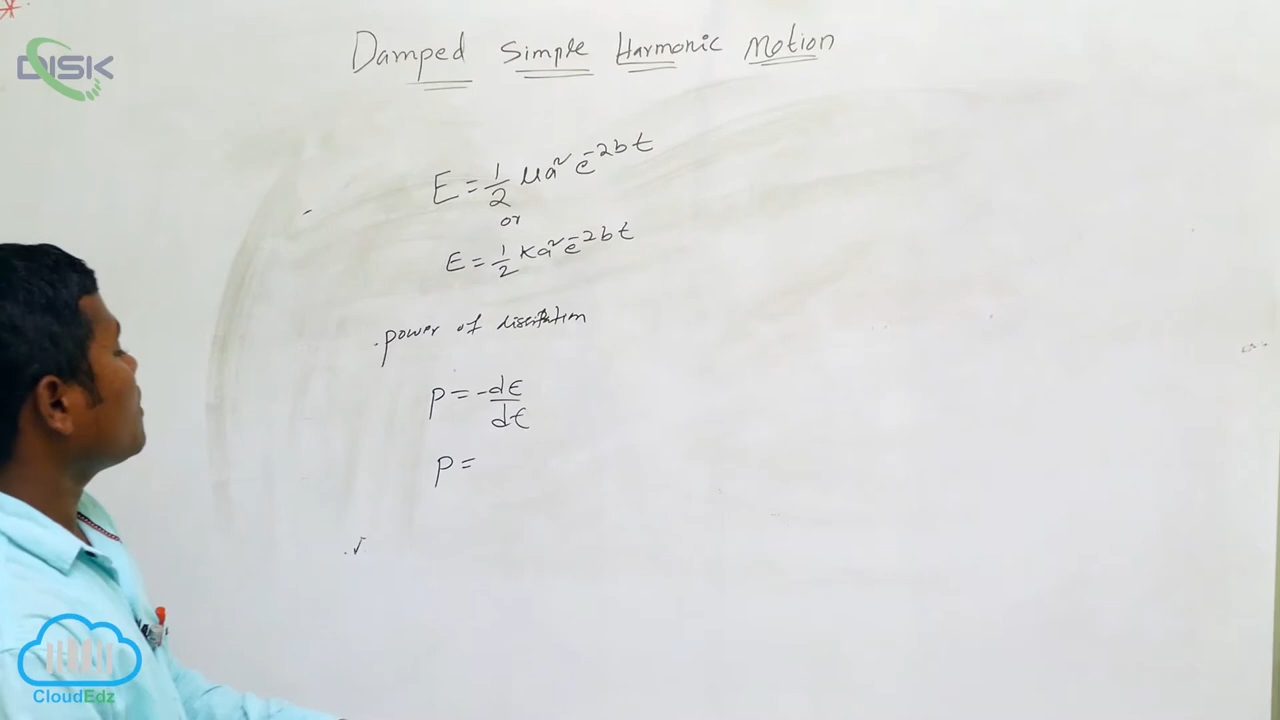 DISK
Damped Simple Harmonic Motion
E = 1/2 μa² e^-2bt
or
E = 1/2 Ka² e^-2bt
power of
P = -dE/dt
P =
CloudEdz